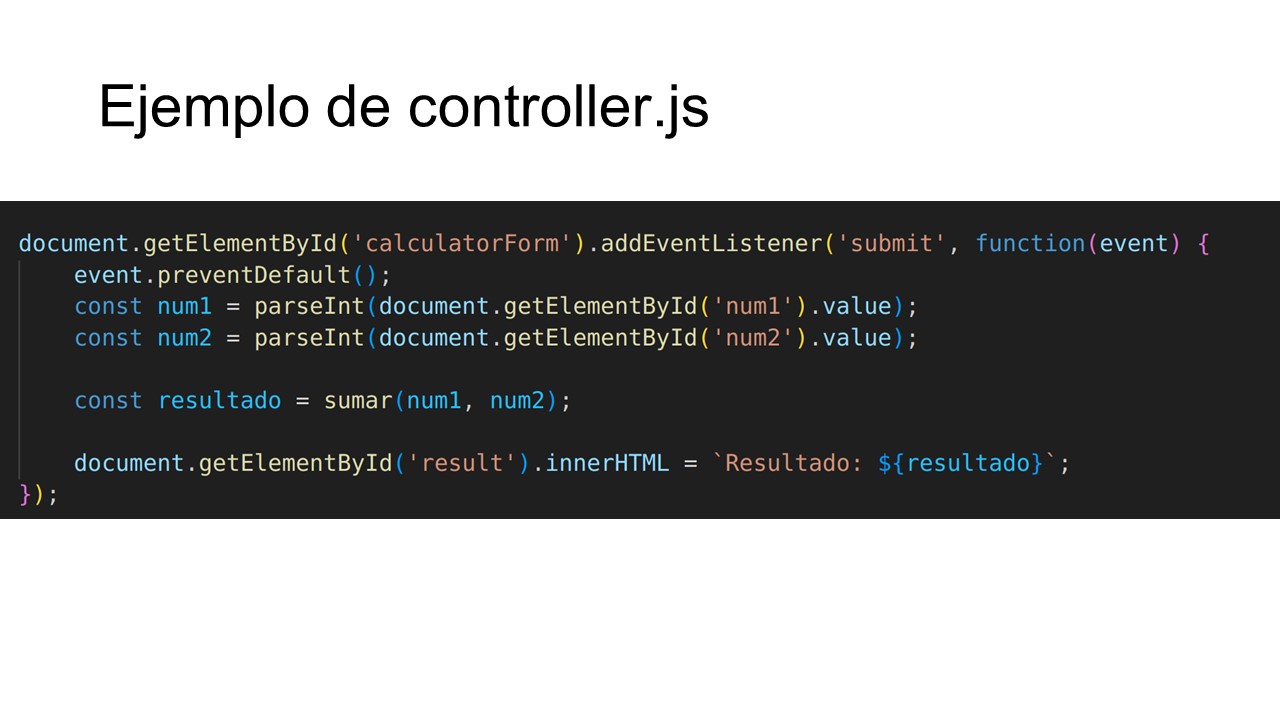 Ejemplo de controller.js
document.getElementById('calculatorForm').addEventListener('submit', function(event) {
    event.preventDefault();
    const num1 = parseInt(document.getElementById('num1').value);
    const num2 = parseInt(document.getElementById('num2').value);
    const resultado = sumar(num1, num2);
    document.getElementById('result').innerHTML = `Resultado: ${resultado}`;
});